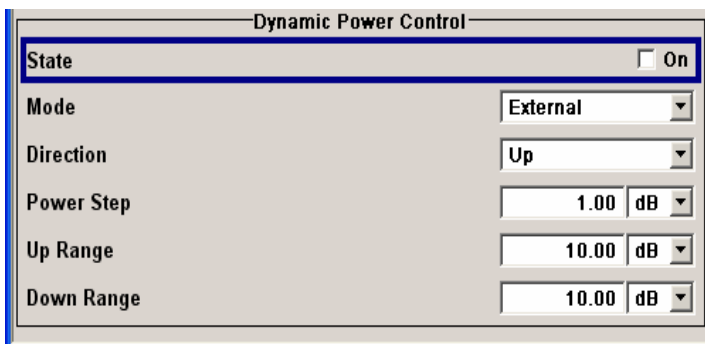 Dynamic Power Control
State On
Mode External
Direction Up
Power Step 1.00 dB
Up Range 10.00 dB
Down Range 10.00 dB